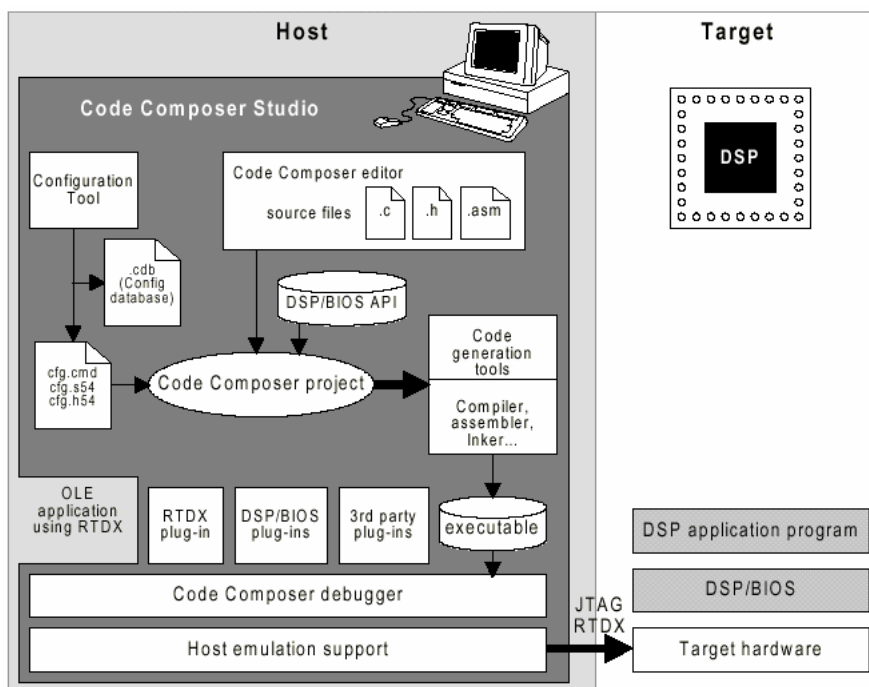 Host
Target
Code Composer Studio
Configuration
Tool
Code Composer editor
source files
.c
.h
.asm
DSP
.cdb
(Config
database)
DSP/BIOS API
cfg.cmd
cfg.s54
cfg.h54
Code Composer project
Code
generation
tools
Compiler,
assembler,
lnker...
OLE
application
using RTDX
RTDX
plug-in
DSP/BIOS
plug-ins
3rd party
plug-ins
executable
DSP application program
Code Composer debugger
DSP/BIOS
JTAG
RTDX
Host emulation support
Target hardware